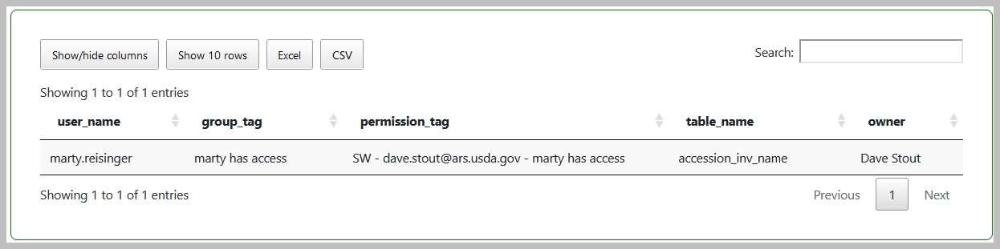 Show/hide columns Show 10 rows Excel CSV Search:
Showing 1 to 1 of 1 entries
user_name group_tag permission_tag table_name owner
marty.reisinger marty has access SW - dave.stout@ars.usda.gov - marty has access accession_inv_name Dave Stout
Showing 1 to 1 of 1 entries Previous 1 Next